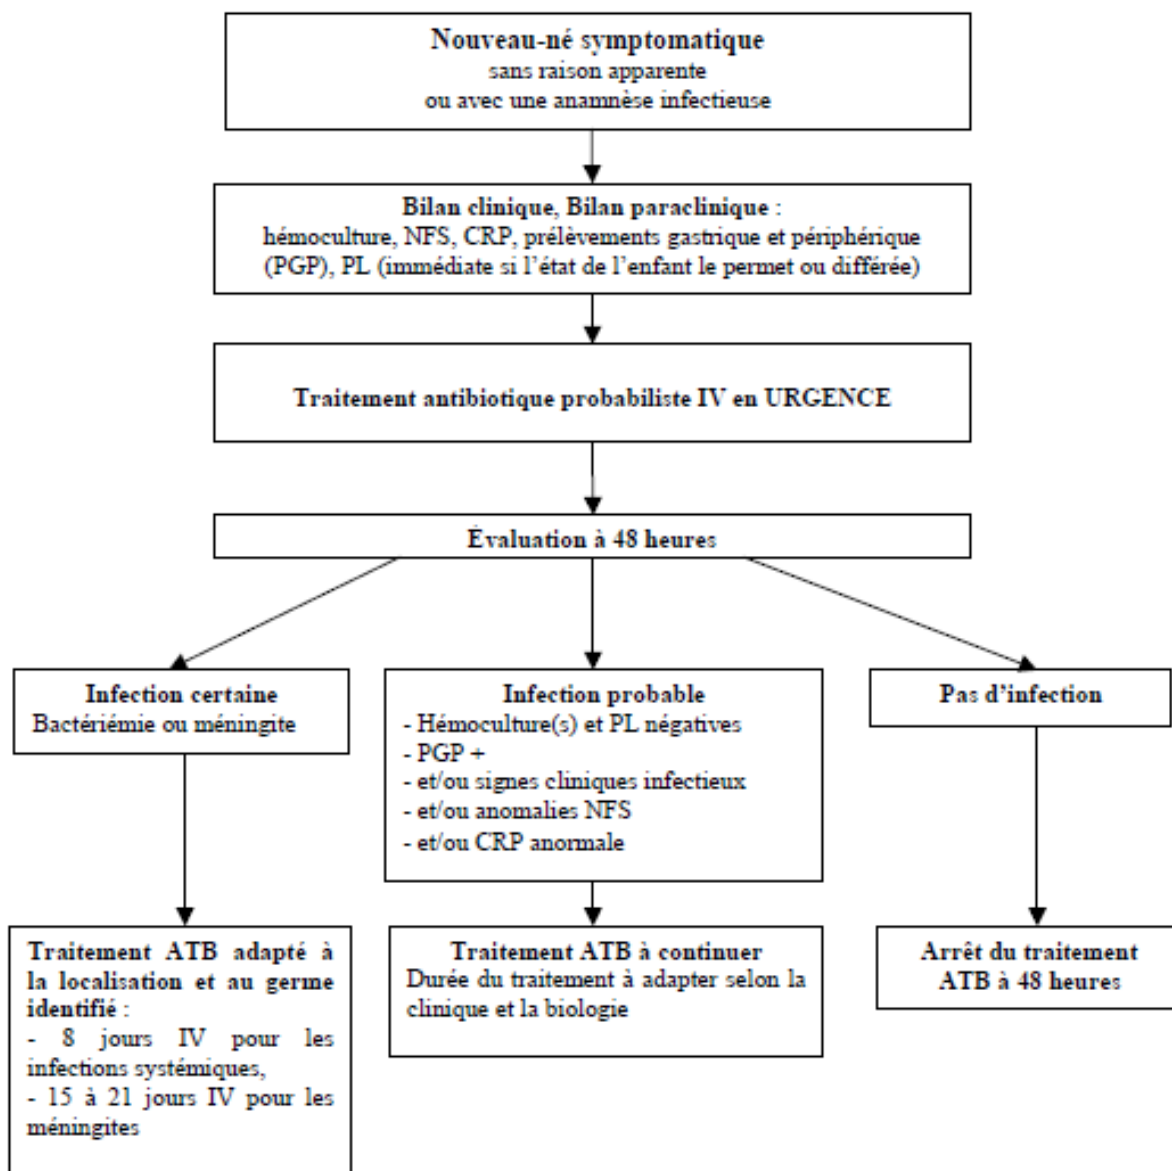 Nouveau-né symptomatique
sans raison apparente
ou avec une anamnèse infectieuse
Bilan clinique, Bilan paraclinique :
hémoculture, NFS, CRP, prélèvements gastrique et périphérique
(PGP), PL (immédiate si l'état de l'enfant le permet ou différée)
Traitement antibiotique probabiliste IV en URGENCE
Évaluation à 48 heures
Infection certaine
Bactériémie ou méningite
Infection probable
- Hémoculture(s) et PL négatives
- PGP +
- et/ou signes cliniques infectieux
- et/ou anomalies NFS
- et/ou CRP anormale
Pas d'infection
Traitement ATB adapté à
la localisation et au germe
identifié :
- 8 jours IV pour les
infections systémiques,
- 15 à 21 jours IV pour les
méningites
Traitement ATB à continuer
Durée du traitement à adapter selon la
clinique et la biologie
Arrêt du traitement
ATB à 48 heures